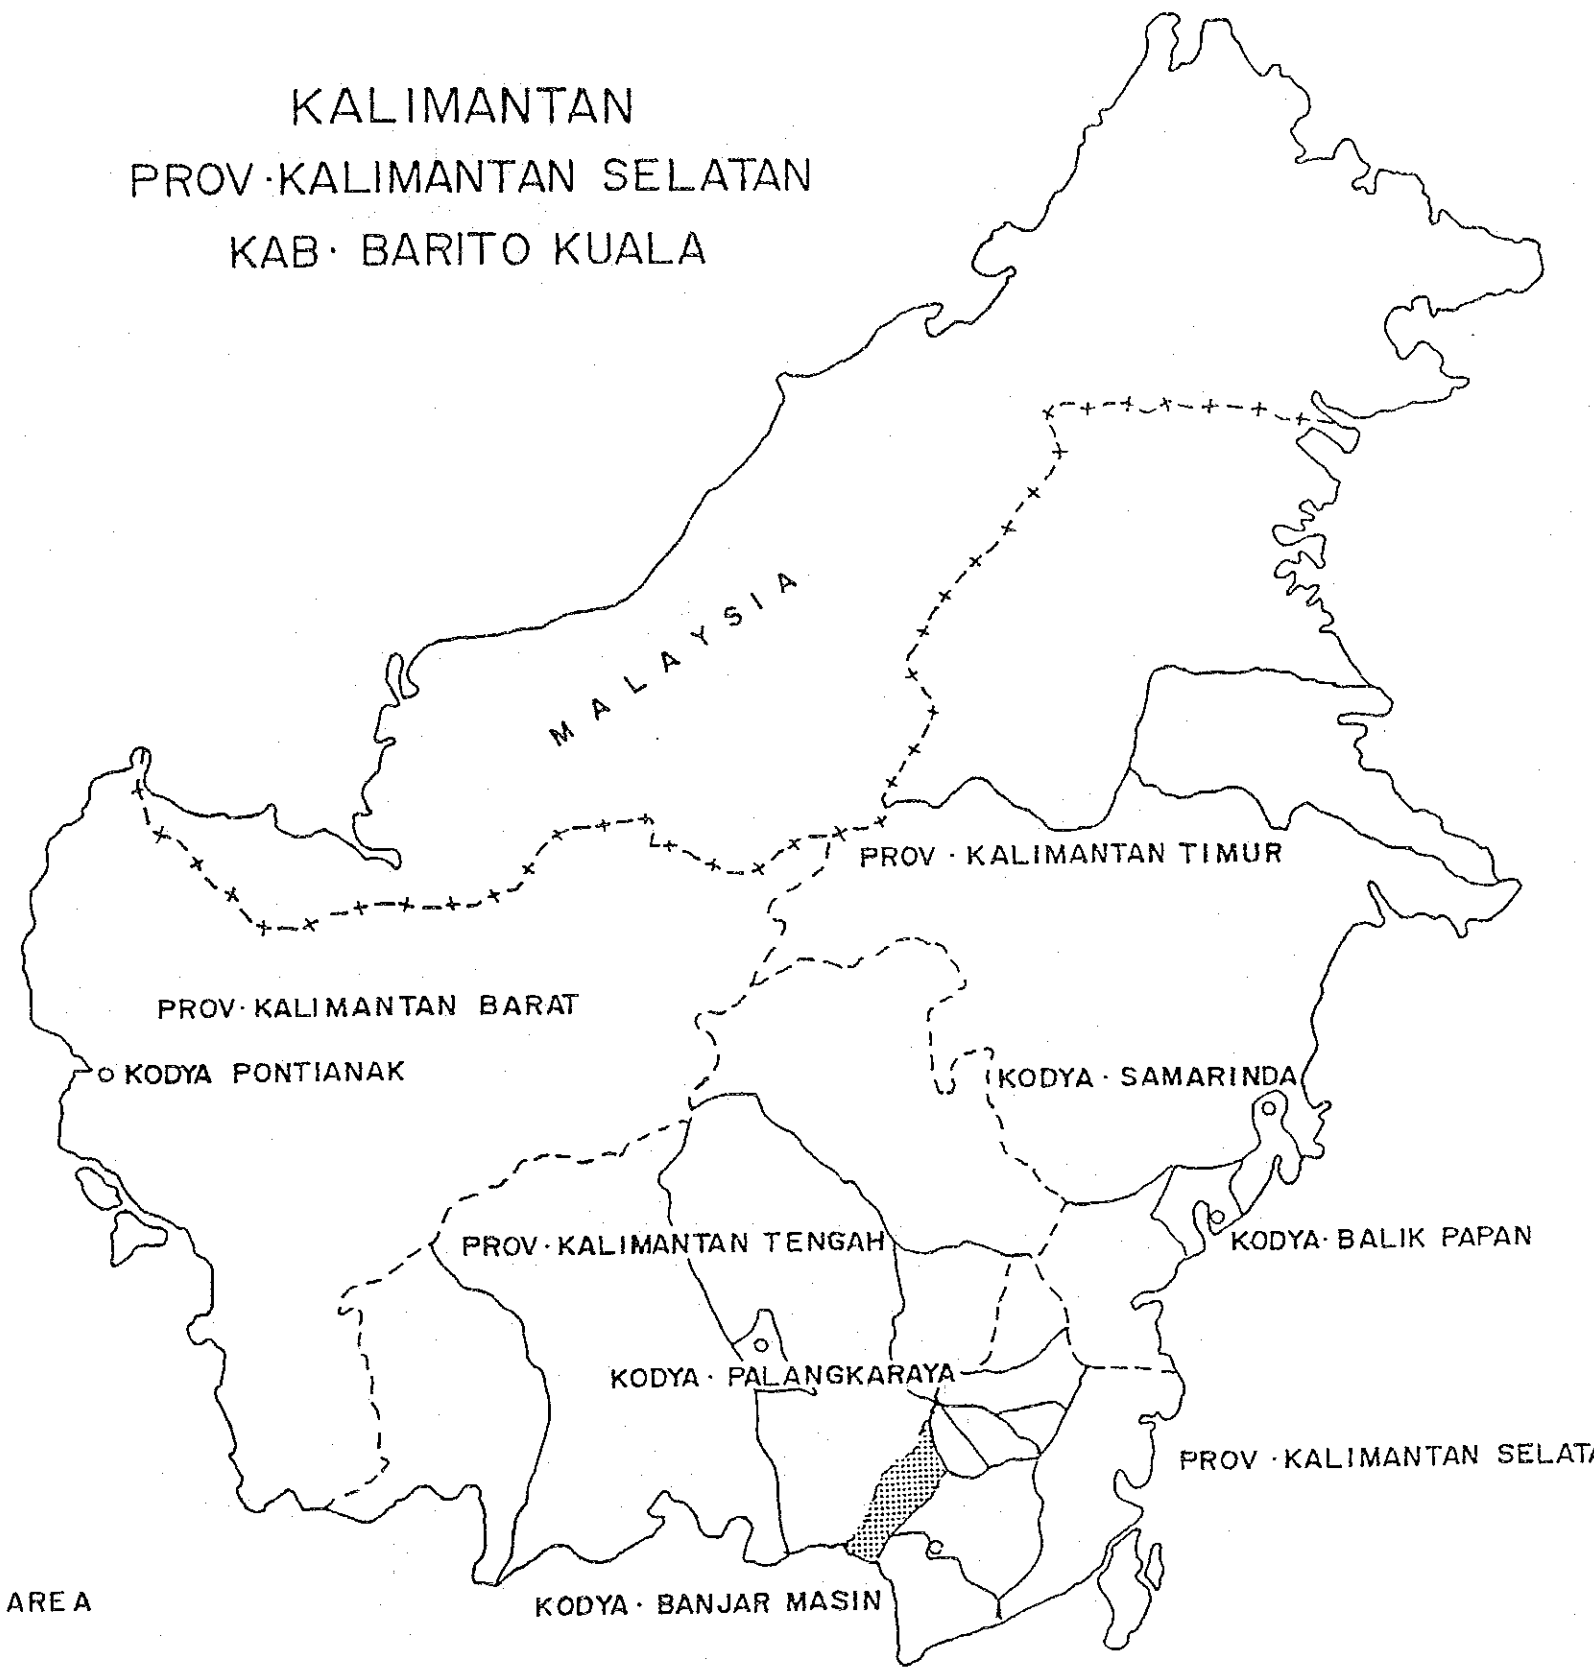 KALIMANTAN
PROV·KALIMANTAN SELATAN
KAB· BARITO KUALA
MALAYSIA
PROV · KALIMANTAN TIMUR
PROV·KALIMANTAN BARAT
KODYA PONTIANAK
KODYA · SAMARINDA
PROV·KALIMANTAN TENGAH
KODYA· BALIK PAPAN
KODYA · PALANGKARAYA
PROV ·KALIMANTAN SELATA
AREA
KODYA· BANJAR MASIN